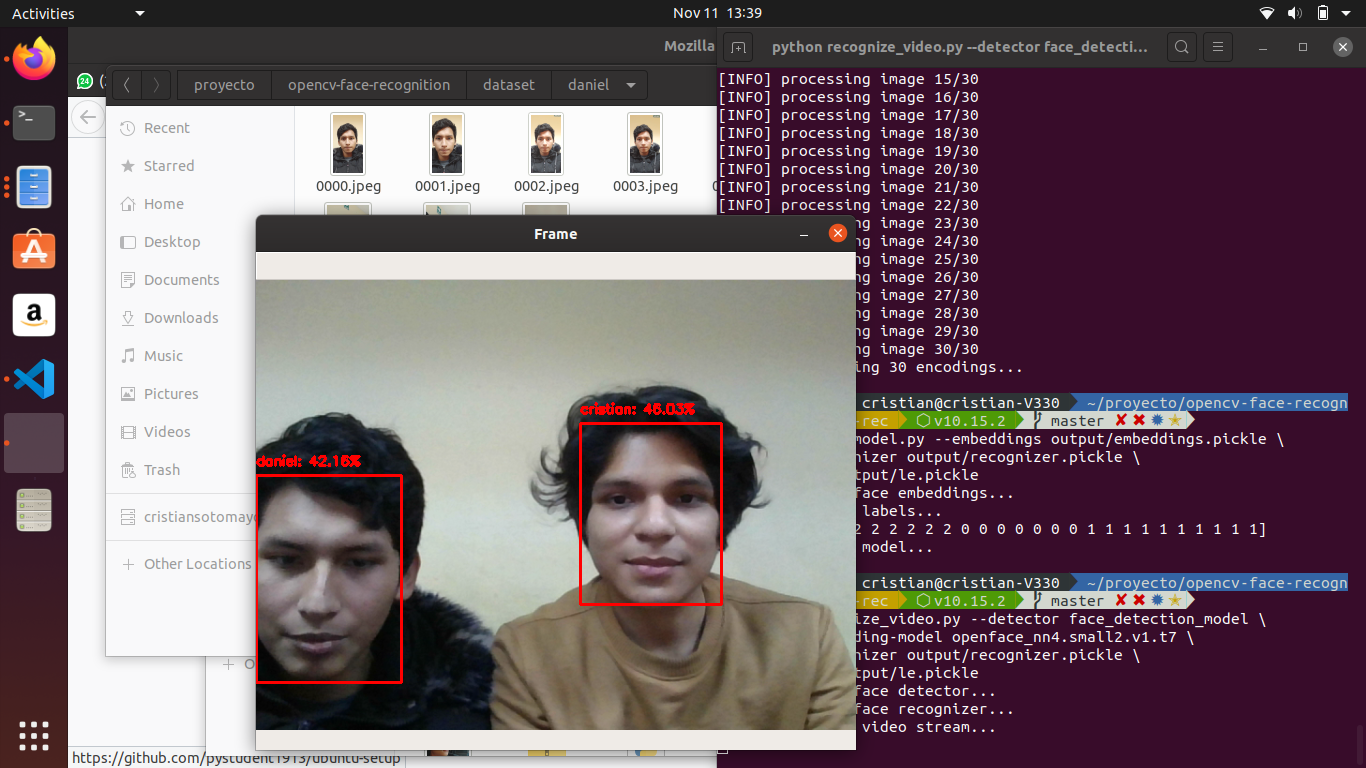 Activities
Nov 11 13:39
Mozilla
python recognize_video.py --detector face_detecti...
24
proyecto
opencv-face-recognition
dataset
daniel
Recent
Starred
Home
Desktop
Documents
Downloads
Music
Pictures
Videos
Trash
Other Locations
0000.jpeg
0001.jpeg
0002.jpeg
0003.jpeg
Frame
daniel: 42.15%
cristian: 45.03%
[INFO] processing image 15/30
[INFO] processing image 16/30
[INFO] processing image 17/30
[INFO] processing image 18/30
[INFO] processing image 19/30
[INFO] processing image 20/30
[INFO] processing image 21/30
[INFO] processing image 22/30
ng image 23/30
ng image 24/30
ng image 25/30
ng image 26/30
ng image 27/30
ng image 28/30
ng image 29/30
ng image 30/30
ng 30 encodings...
cristian@cristian-V330 ~/proyecto/opencv-face-recogn
-rec v10.15.2 master
model.py --embeddings output/embeddings.pickle \
nizer output/recognizer.pickle \
tput/le.pickle
face embeddings...
labels...
2 2 2 2 2 2 0 0 0 0 0 0 0 1 1 1 1 1 1 1 1 1 1]
model...
cristian@cristian-V330 ~/proyecto/opencv-face-recogn
-rec v10.15.2 master
ize_video.py --detector face_detection_model \
ding-model openface_nn4.small2.v1.t7 \
nizer output/recognizer.pickle \
tput/le.pickle
face detector...
face recognizer...
video stream...
https://github.com/pystudent1913/ubuntu-setup